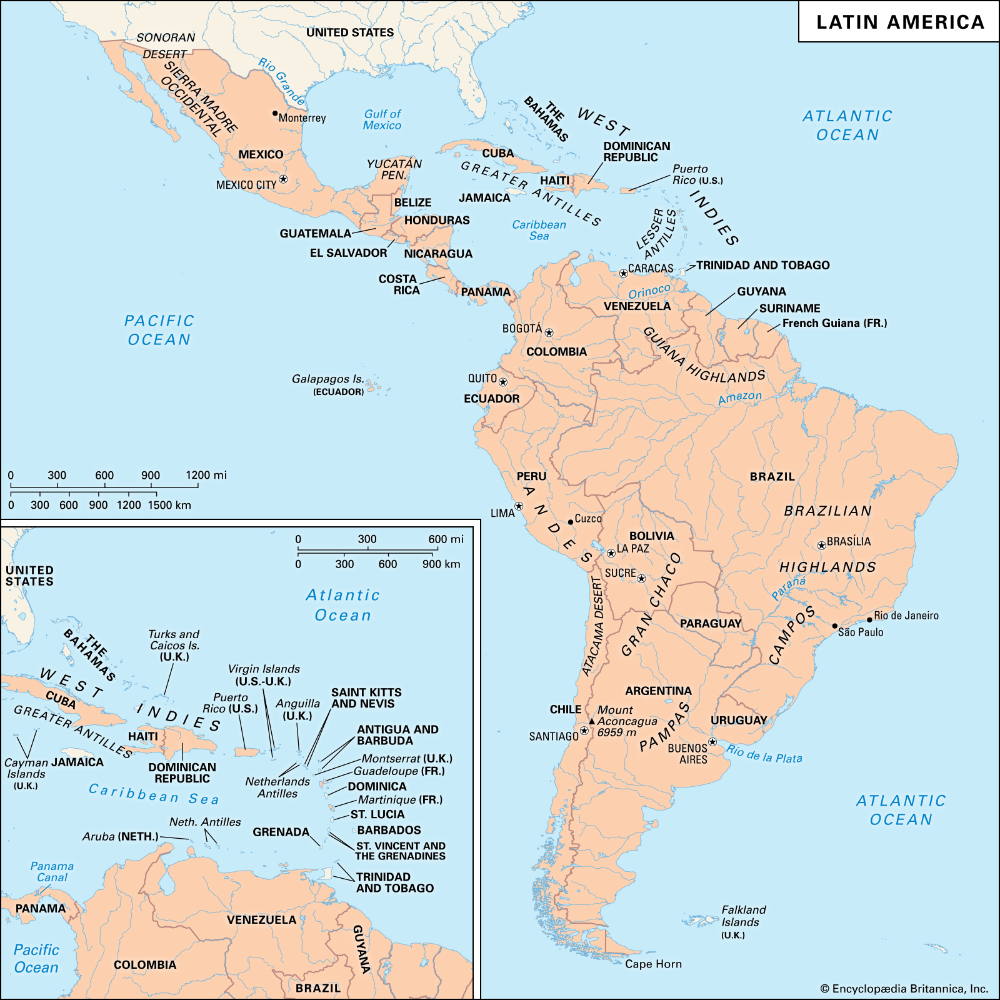 LATIN AMERICA
UNITED STATES
SONORAN
DESERT
SIERRA MADRE
OCCIDENTAL
Rio Grande
Monterrey
MEXICO
MEXICO CITY
Gulf of
Mexico
YUCATÁN
PEN.
THE
BAHAMAS
WEST
INDIES
ATLANTIC
OCEAN
CUBA
DOMINICAN
REPUBLIC
Puerto
Rico (U.S.)
HAITI
GREATER ANTILLES
JAMAICA
BELIZE
HONDURAS
GUATEMALA
EL SALVADOR
NICARAGUA
COSTA
RICA
PANAMA
Caribbean
Sea
LESSER
ANTILLES
CARACAS
TRINIDAD AND TOBAGO
Orinoco
VENEZUELA
GUYANA
SURINAME
French Guiana (FR.)
PACIFIC
OCEAN
BOGOTÁ
COLOMBIA
GUIANA HIGHLANDS
Galapagos Is.
(ECUADOR)
QUITO
ECUADOR
Amazon
PERU
ANDES
LIMA
Cuzco
BRAZIL
BRAZILIAN
HIGHLANDS
BRASÍLIA
BOLIVIA
LA PAZ
SUCRE
GRAN CHACO
ATACAMA DESERT
Paraná
PARAGUAY
CAMPOS
Rio de Janeiro
São Paulo
ARGENTINA
CHILE
Mount
Aconcagua
6959 m
SANTIAGO
PAMPAS
URUGUAY
BUENOS
AIRES
Río de la Plata
ATLANTIC
OCEAN
Falkland
Islands
(U.K.)
Cape Horn
© Encyclopædia Britannica, Inc.
0 300 600 900 1200 mi
0 300 600 900 1200 1500 km
0 300 600 mi
0 300 600 900 km
UNITED
STATES
Atlantic
Ocean
THE
BAHAMAS
Turks and
Caicos Is.
(U.K.)
WEST
INDIES
CUBA
GREATER ANTILLES
Virgin Islands
(U.S.-U.K.)
Puerto
Rico (U.S.)
Anguilla
(U.K.)
SAINT KITTS
AND NEVIS
ANTIGUA AND
BARBUDA
HAITI
DOMINICAN
REPUBLIC
Cayman
Islands
(U.K.)
JAMAICA
Montserrat (U.K.)
Guadeloupe (FR.)
Netherlands
Antilles
DOMINICA
Martinique (FR.)
Caribbean Sea
ST. LUCIA
Neth. Antilles
Aruba (NETH.)
GRENADA
BARBADOS
ST. VINCENT AND
THE GRENADINES
TRINIDAD
AND TOBAGO
Panama
Canal
PANAMA
VENEZUELA
GUYANA
Pacific
Ocean
COLOMBIA
BRAZIL